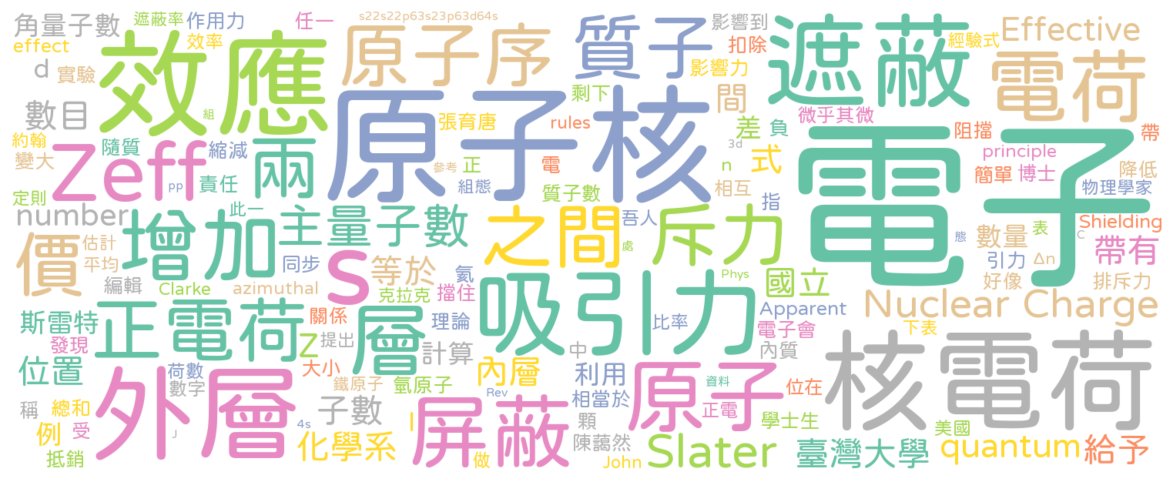 角量子數 遮蔽率 作用力 任一 s22s22p63s23p63d64s 影響到 Effective
effect 效率 效應 原子序 質子 扣除 遮蔽 經驗式
d 實驗 影響力 電荷
數目 組 原子核 剩下 間 微乎其微
約翰 隨質 縮減 張育唐 rules 差 負 阻擋 帶
變大 Zeff 兩 正 參考 電 3d 式 電子 principle
責任 組態 質子數 n 相互 簡單 博士 降低
定則 pp 物理學家
number 此一 主量子數 之間 吾人 斥力 指 Shielding
價 估計 增加 處 態 數量 表 C 帶有
平均 同步 s 等於 氦 吸引力 國立 引力 Δn
編輯 Clarke azimuthal 克拉克 擋住 Phys 好像 排斥力
斯雷特 正電荷 關係 層 理論 比率 Apparent Nuclear Charge
發現 Z 提出 計算 中 電子會 下表
位置 荷數 大小 內層 利用 內質 核電荷
數字 鐵原子 氫原子 相當於 原子 資料 位在
稱 總和 外層 子數 屏蔽 Rev 顆 正電 學士生 美國
例 受 4s l 陳藹然
抵銷 」 化學系 做 John Slater 臺灣大學 quantum 給予